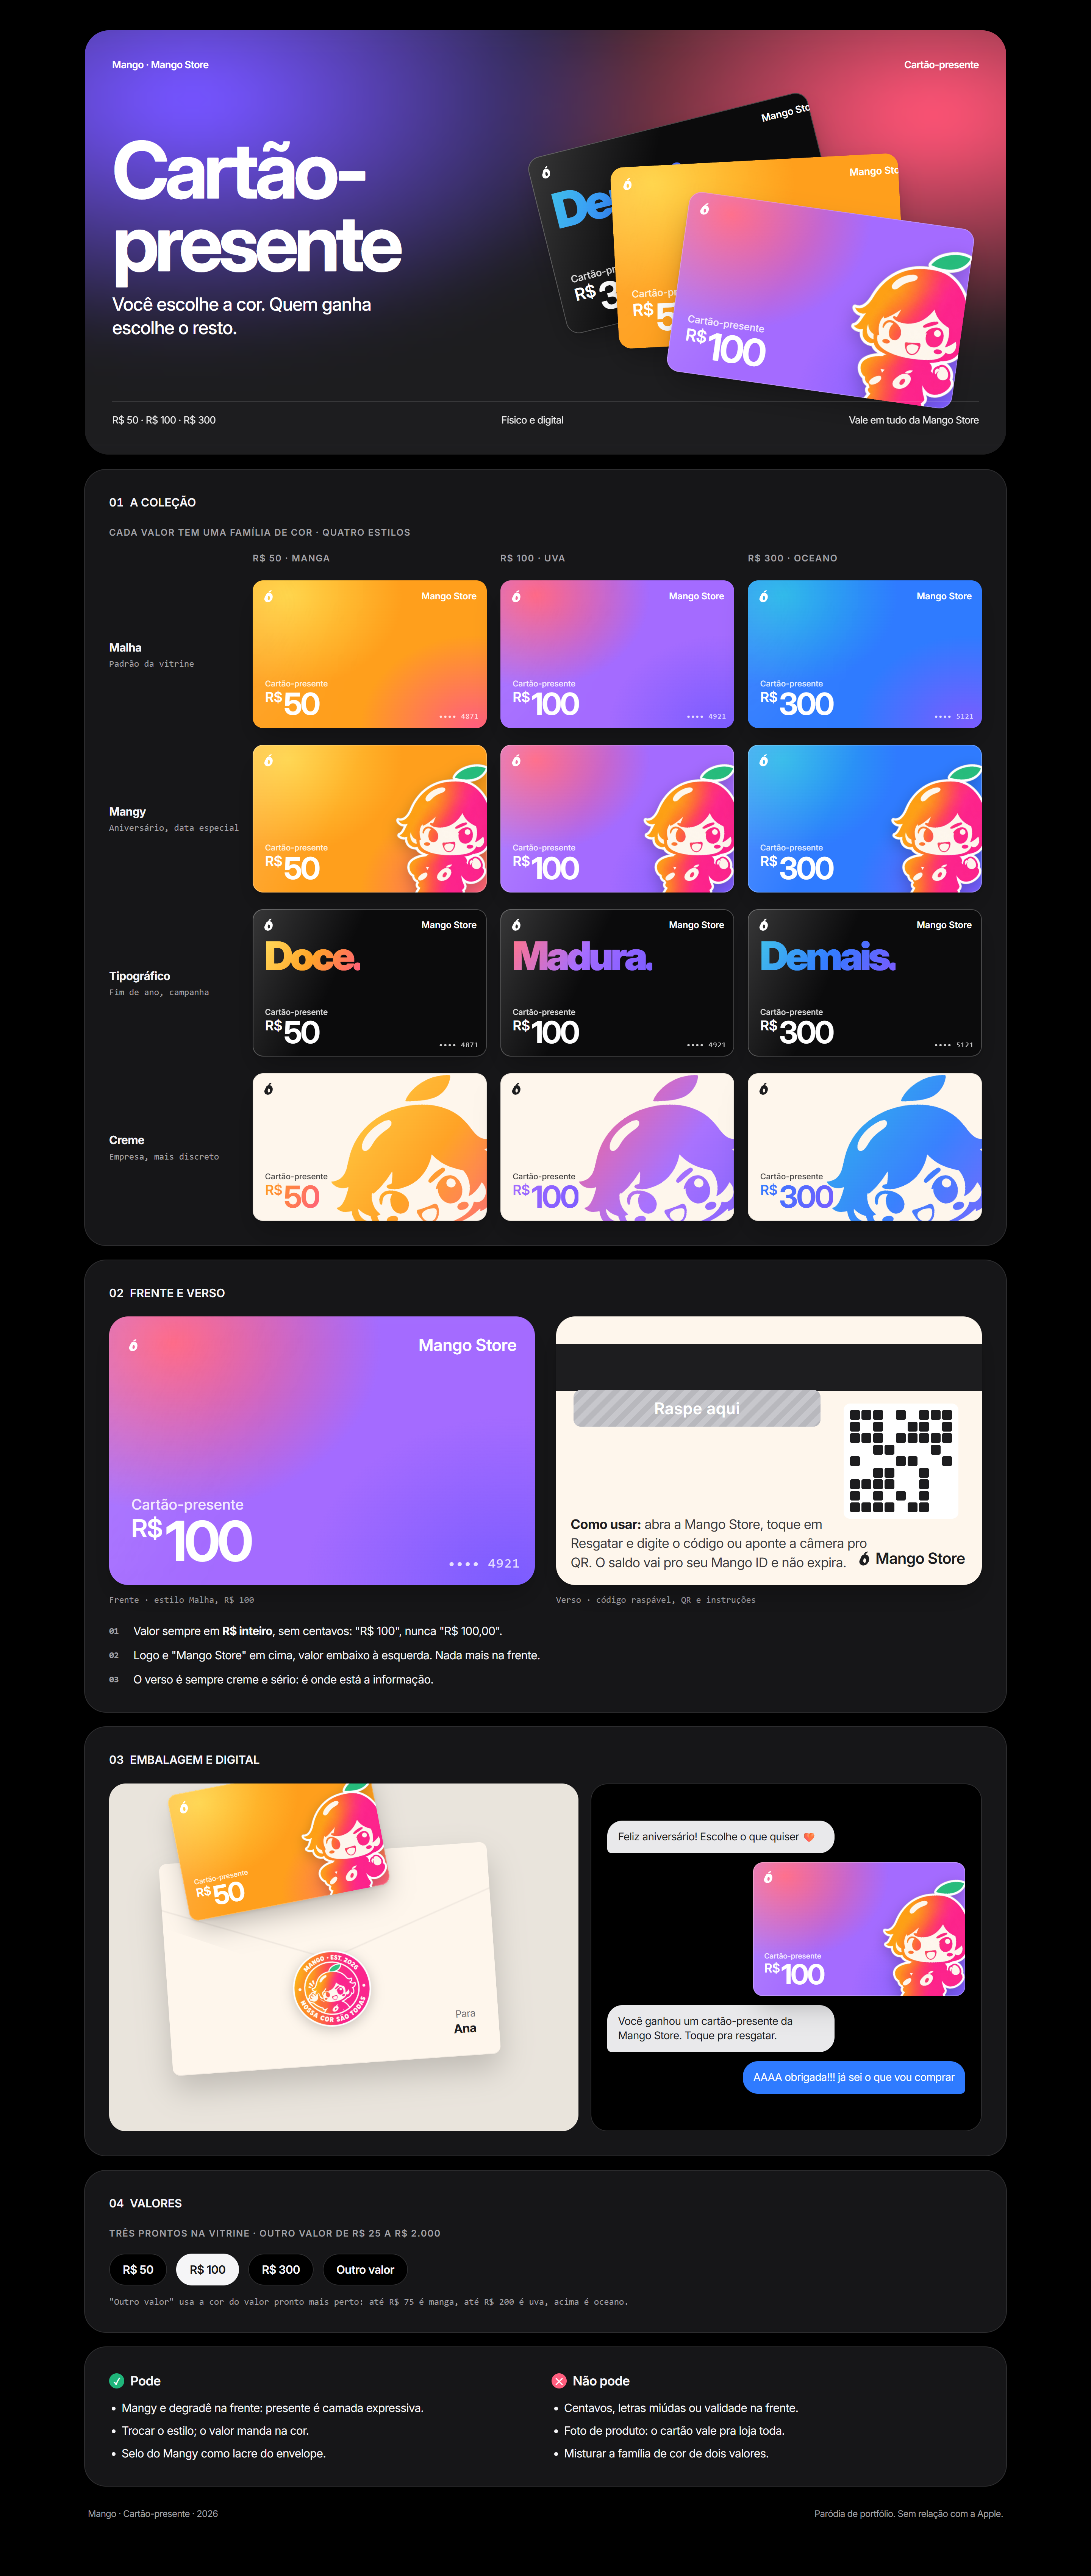 Mango · Mango Store
Cartão-presente
Cartão-
presente
Você escolhe a cor. Quem ganha
escolhe o resto.
Mango Sto
De
Cartão-pr
R$3
Mango Sto
Cartão-p
R$5
Cartão-presente
R$100
R$ 50 · R$ 100 · R$ 300
Físico e digital
Vale em tudo da Mango Store
01 A COLEÇÃO
CADA VALOR TEM UMA FAMÍLIA DE COR · QUATRO ESTILOS
R$ 50 · MANGA
R$ 100 · UVA
R$ 300 · OCEANO
Malha
Padrão da vitrine
Mango Store
Cartão-presente
R$50
•••• 4871
Mango Store
Cartão-presente
R$100
•••• 4921
Mango Store
Cartão-presente
R$300
•••• 5121
Mangy
Aniversário, data especial
Cartão-presente
R$50
Cartão-presente
R$100
Cartão-presente
R$300
Tipográfico
Fim de ano, campanha
Mango Store
Doce.
Cartão-presente
R$50
•••• 4871
Mango Store
Madura.
Cartão-presente
R$100
•••• 4921
Mango Store
Demais.
Cartão-presente
R$300
•••• 5121
Creme
Empresa, mais discreto
Cartão-presente
R$50
Cartão-presente
R$100
Cartão-presente
R$300
02 FRENTE E VERSO
Mango Store
Cartão-presente
R$100
•••• 4921
Raspe aqui
Como usar: abra a Mango Store, toque em
Resgatar e digite o código ou aponte a câmera pro
QR. O saldo vai pro seu Mango ID e não expira.
Mango Store
Frente · estilo Malha, R$ 100
Verso · código raspável, QR e instruções
01 Valor sempre em R$ inteiro, sem centavos: "R$ 100", nunca "R$ 100,00".
02 Logo e "Mango Store" em cima, valor embaixo à esquerda. Nada mais na frente.
03 O verso é sempre creme e sério: é onde está a informação.
03 EMBALAGEM E DIGITAL
Cartão-presente
R$50
MANGO · EST. 2026
NOSSA COR SÃO TODAS
Para
Ana
Feliz aniversário! Escolhe o que quiser
Cartão-presente
R$100
Você ganhou um cartão-presente da
Mango Store. Toque pra resgatar.
AAAA obrigada!!! já sei o que vou comprar
04 VALORES
TRÊS PRONTOS NA VITRINE · OUTRO VALOR DE R$ 25 A R$ 2.000
R$ 50
R$ 100
R$ 300
Outro valor
"Outro valor" usa a cor do valor pronto mais perto: até R$ 75 é manga, até R$ 200 é uva, acima é oceano.
Pode
• Mangy e degradê na frente: presente é camada expressiva.
• Trocar o estilo; o valor manda na cor.
• Selo do Mangy como lacre do envelope.
Não pode
• Centavos, letras miúdas ou validade na frente.
• Foto de produto: o cartão vale pra loja toda.
• Misturar a família de cor de dois valores.
Mango · Cartão-presente · 2026
Paródia de portfólio. Sem relação com a Apple.